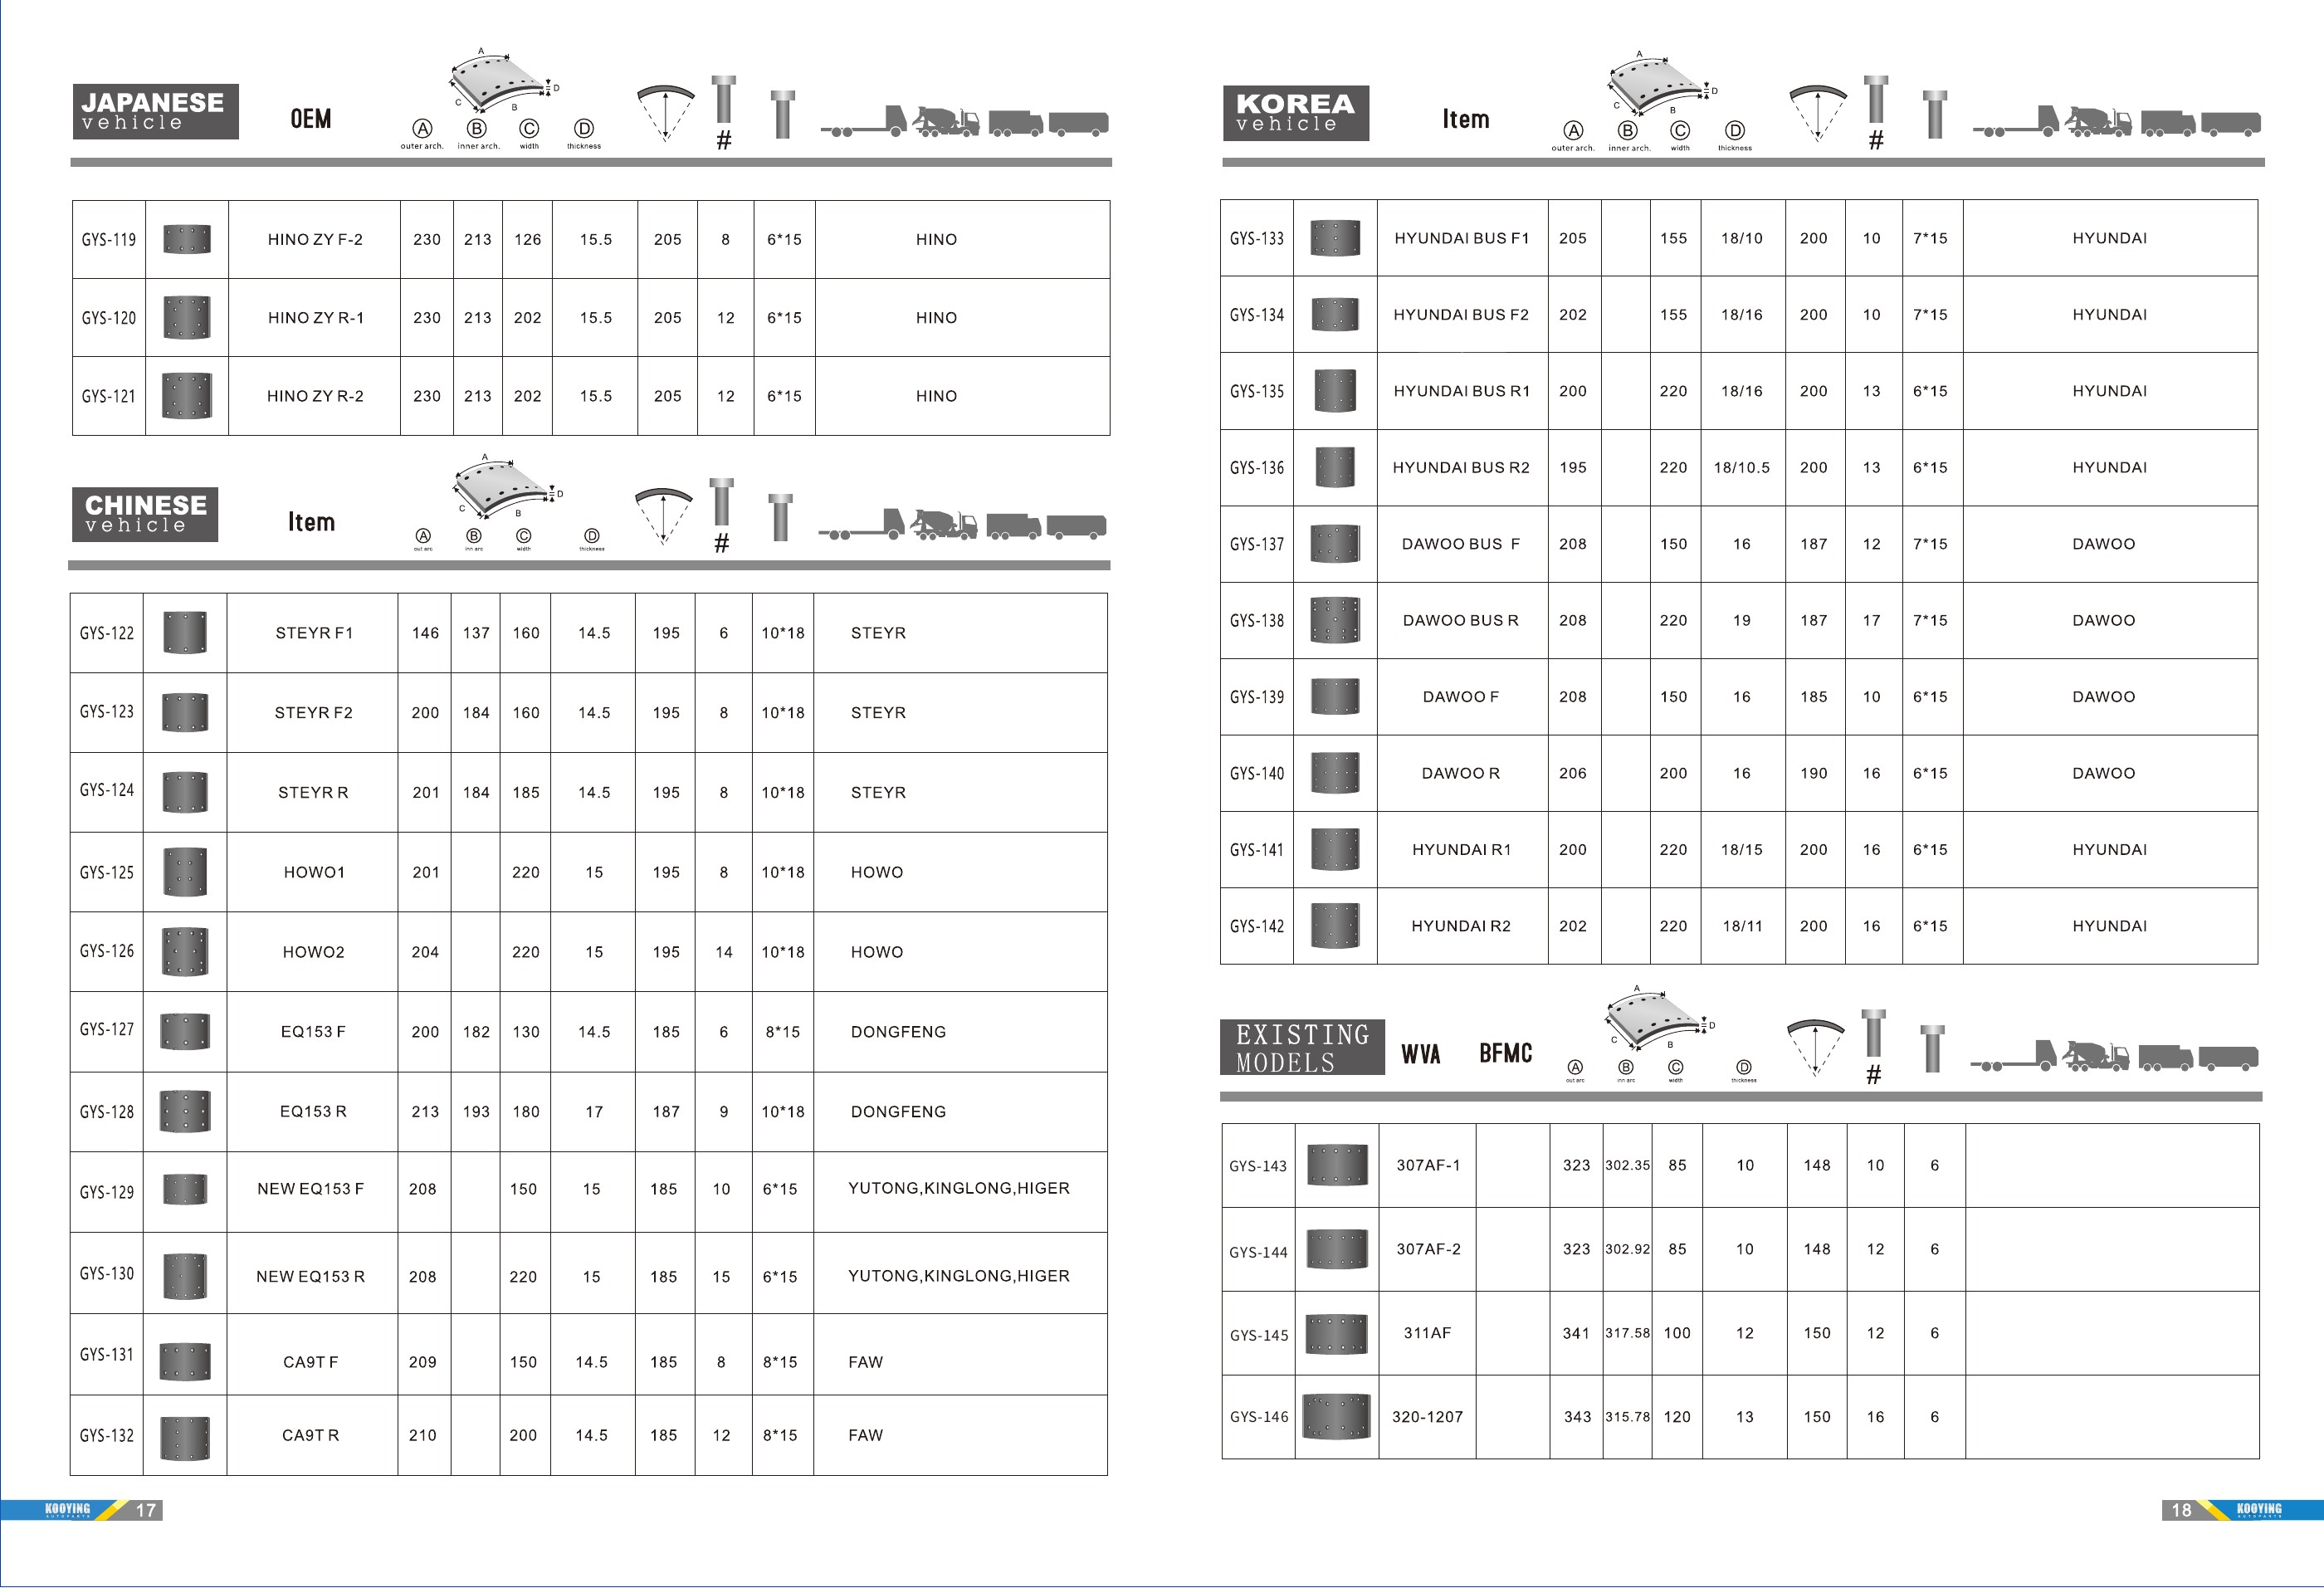 JAPANESE
vehicle
OEM
A
C
B
D
A B C D
outer arch. inner arch. width thickness
#
GYS-119 HINO ZY F-2 230 213 126 15.5 205 8 6*15 HINO
GYS-120 HINO ZY R-1 230 213 202 15.5 205 12 6*15 HINO
GYS-121 HINO ZY R-2 230 213 202 15.5 205 12 6*15 HINO
CHINESE
vehicle
Item
A
C
B
D
A B C D
out arc inn arc width thickness
#
GYS-122 STEYR F1 146 137 160 14.5 195 6 10*18 STEYR
GYS-123 STEYR F2 200 184 160 14.5 195 8 10*18 STEYR
GYS-124 STEYR R 201 184 185 14.5 195 8 10*18 STEYR
GYS-125 HOWO1 201 220 15 195 8 10*18 HOWO
GYS-126 HOWO2 204 220 15 195 14 10*18 HOWO
GYS-127 EQ153 F 200 182 130 14.5 185 6 8*15 DONGFENG
GYS-128 EQ153 R 213 193 180 17 187 9 10*18 DONGFENG
GYS-129 NEW EQ153 F 208 150 15 185 10 6*15 YUTONG,KINGLONG,HIGER
GYS-130 NEW EQ153 R 208 220 15 185 15 6*15 YUTONG,KINGLONG,HIGER
GYS-131 CA9T F 209 150 14.5 185 8 8*15 FAW
GYS-132 CA9T R 210 200 14.5 185 12 8*15 FAW
KOOYING
AUTOPARTS
17
KOREA
vehicle
Item
A
C
B
D
A B C D
outer arch. inner arch. width thickness
#
GYS-133 HYUNDAI BUS F1 205 155 18/10 200 10 7*15 HYUNDAI
GYS-134 HYUNDAI BUS F2 202 155 18/16 200 10 7*15 HYUNDAI
GYS-135 HYUNDAI BUS R1 200 220 18/16 200 13 6*15 HYUNDAI
GYS-136 HYUNDAI BUS R2 195 220 18/10.5 200 13 6*15 HYUNDAI
GYS-137 DAWOO BUS F 208 150 16 187 12 7*15 DAWOO
GYS-138 DAWOO BUS R 208 220 19 187 17 7*15 DAWOO
GYS-139 DAWOO F 208 150 16 185 10 6*15 DAWOO
GYS-140 DAWOO R 206 200 16 190 16 6*15 DAWOO
GYS-141 HYUNDAI R1 200 220 18/15 200 16 6*15 HYUNDAI
GYS-142 HYUNDAI R2 202 220 18/11 200 16 6*15 HYUNDAI
EXISTING
MODELS
WVA BFMC
A
C
B
D
A B C D
out arc inn arc width thickness
#
GYS-143 307AF-1 323 302.35 85 10 148 10 6
GYS-144 307AF-2 323 302.92 85 10 148 12 6
GYS-145 311AF 341 317.58 100 12 150 12 6
GYS-146 320-1207 343 315.78 120 13 150 16 6
18
KOOYING
AUTOPARTS